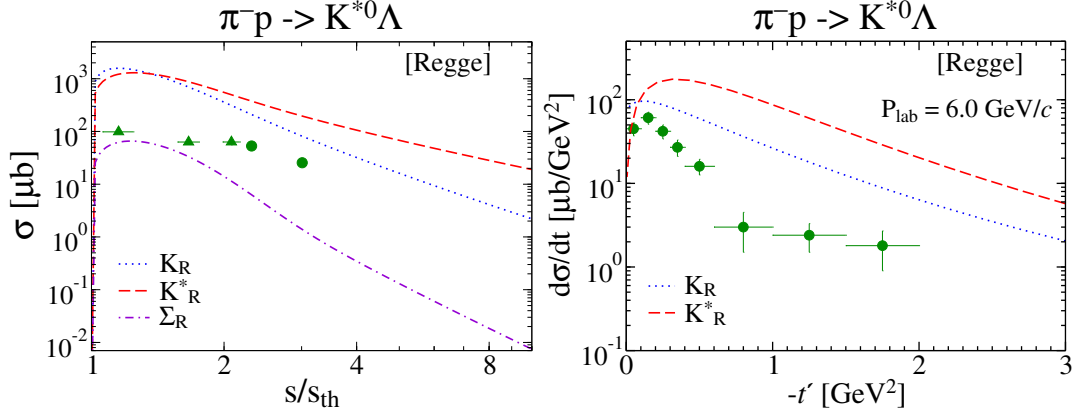 π⁻p -> K*⁰Λ
[Regge]
σ [μb]
10³
10²
10¹
10⁰
10⁻¹
10⁻²
K_R
K*_R
Σ_R
1 2 4 8
s/s_th
π⁻p -> K*⁰Λ
[Regge]
P_lab = 6.0 GeV/c
dσ/dt [μb/GeV²]
10²
10¹
10⁰
10⁻¹
K_R
K*_R
0 1 2 3
-t′ [GeV²]